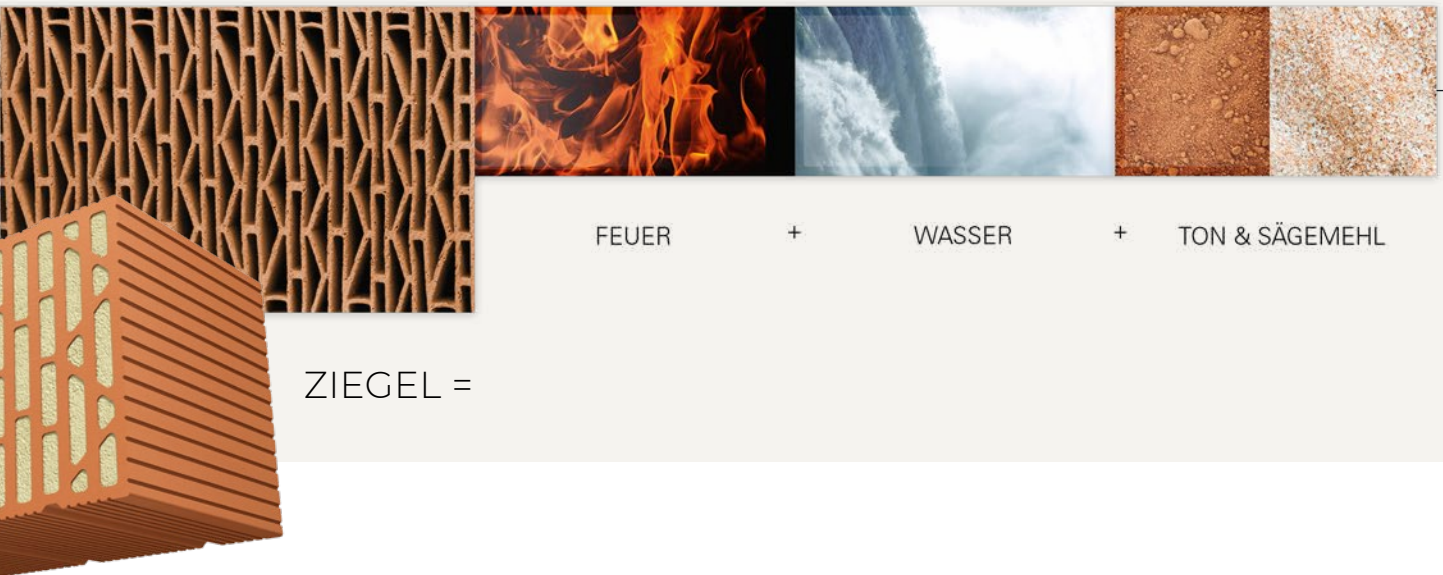 FEUER + WASSER + TON & SÄGEMEHL
ZIEGEL =